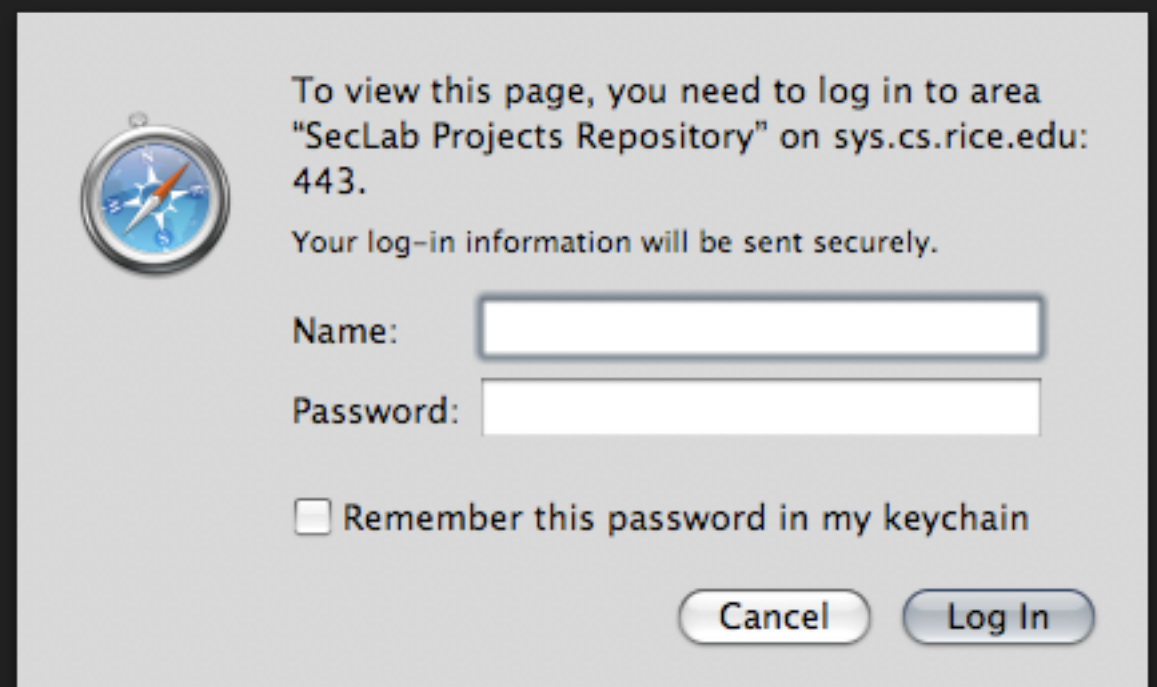 To view this page, you need to log in to area
“SecLab Projects Repository” on sys.cs.rice.edu:
443.
Your log-in information will be sent securely.
Name:
Password:
Remember this password in my keychain
Cancel
Log In
N
S